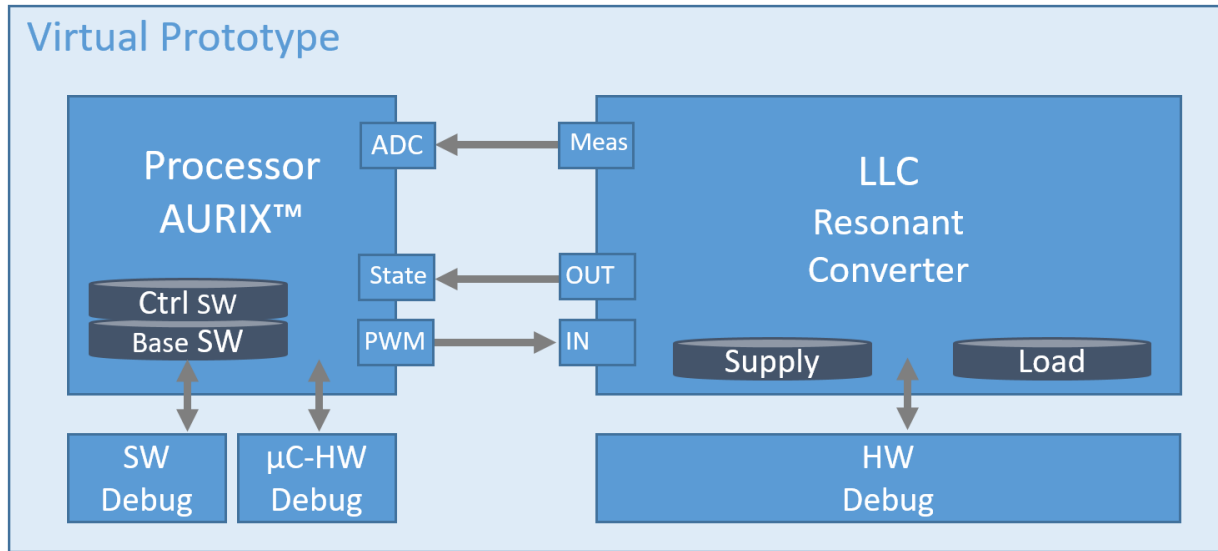 Virtual Prototype
Processor
AURIX™
ADC
Meas
LLC
Resonant
Converter
State
OUT
PWM
IN
Ctrl SW
Base SW
Supply
Load
SW
Debug
µC-HW
Debug
HW
Debug